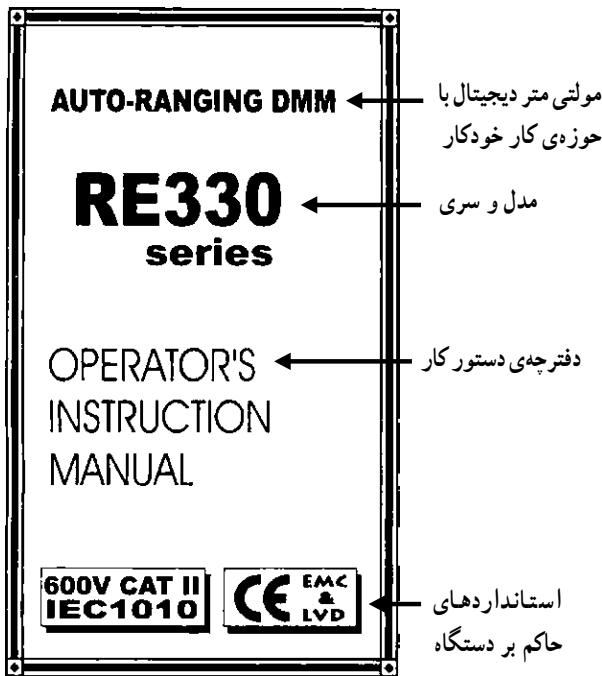 AUTO-RANGING DMM
مولتی متر دیجیتال با
حوزه‌ی کار خودکار
RE330
series
مدل و سری
OPERATOR'S
INSTRUCTION
MANUAL
دفترچه‌ی دستور کار
600V CAT II
IEC1010
CE EMC
&
LVD
استانداردهای
حاکم بر دستگاه